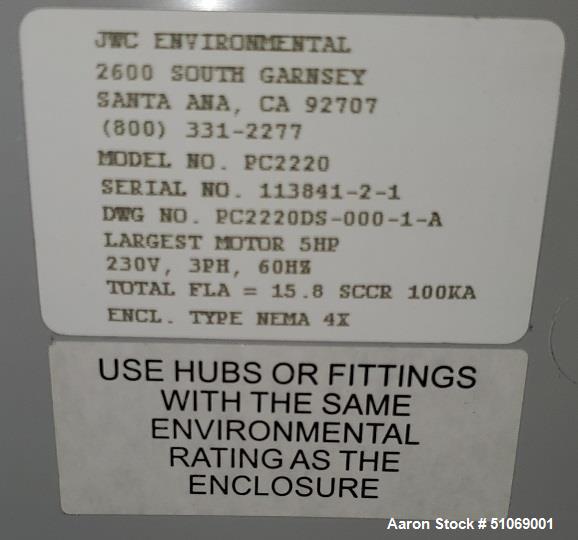 JWC ENVIRONMENTAL
2600 SOUTH GARNSEY
SANTA ANA, CA 92707
(800) 331-2277
MODEL NO. PC2220
SERIAL NO. 113841-2-1
DWG NO. PC2220DS-000-1-A
LARGEST MOTOR 5HP
230V, 3PH, 60HZ
TOTAL FLA = 15.8 SCCR 100KA
ENCL. TYPE NEMA 4X
USE HUBS OR FITTINGS
WITH THE SAME
ENVIRONMENTAL
RATING AS THE
ENCLOSURE
Aaron Stock # 51069001